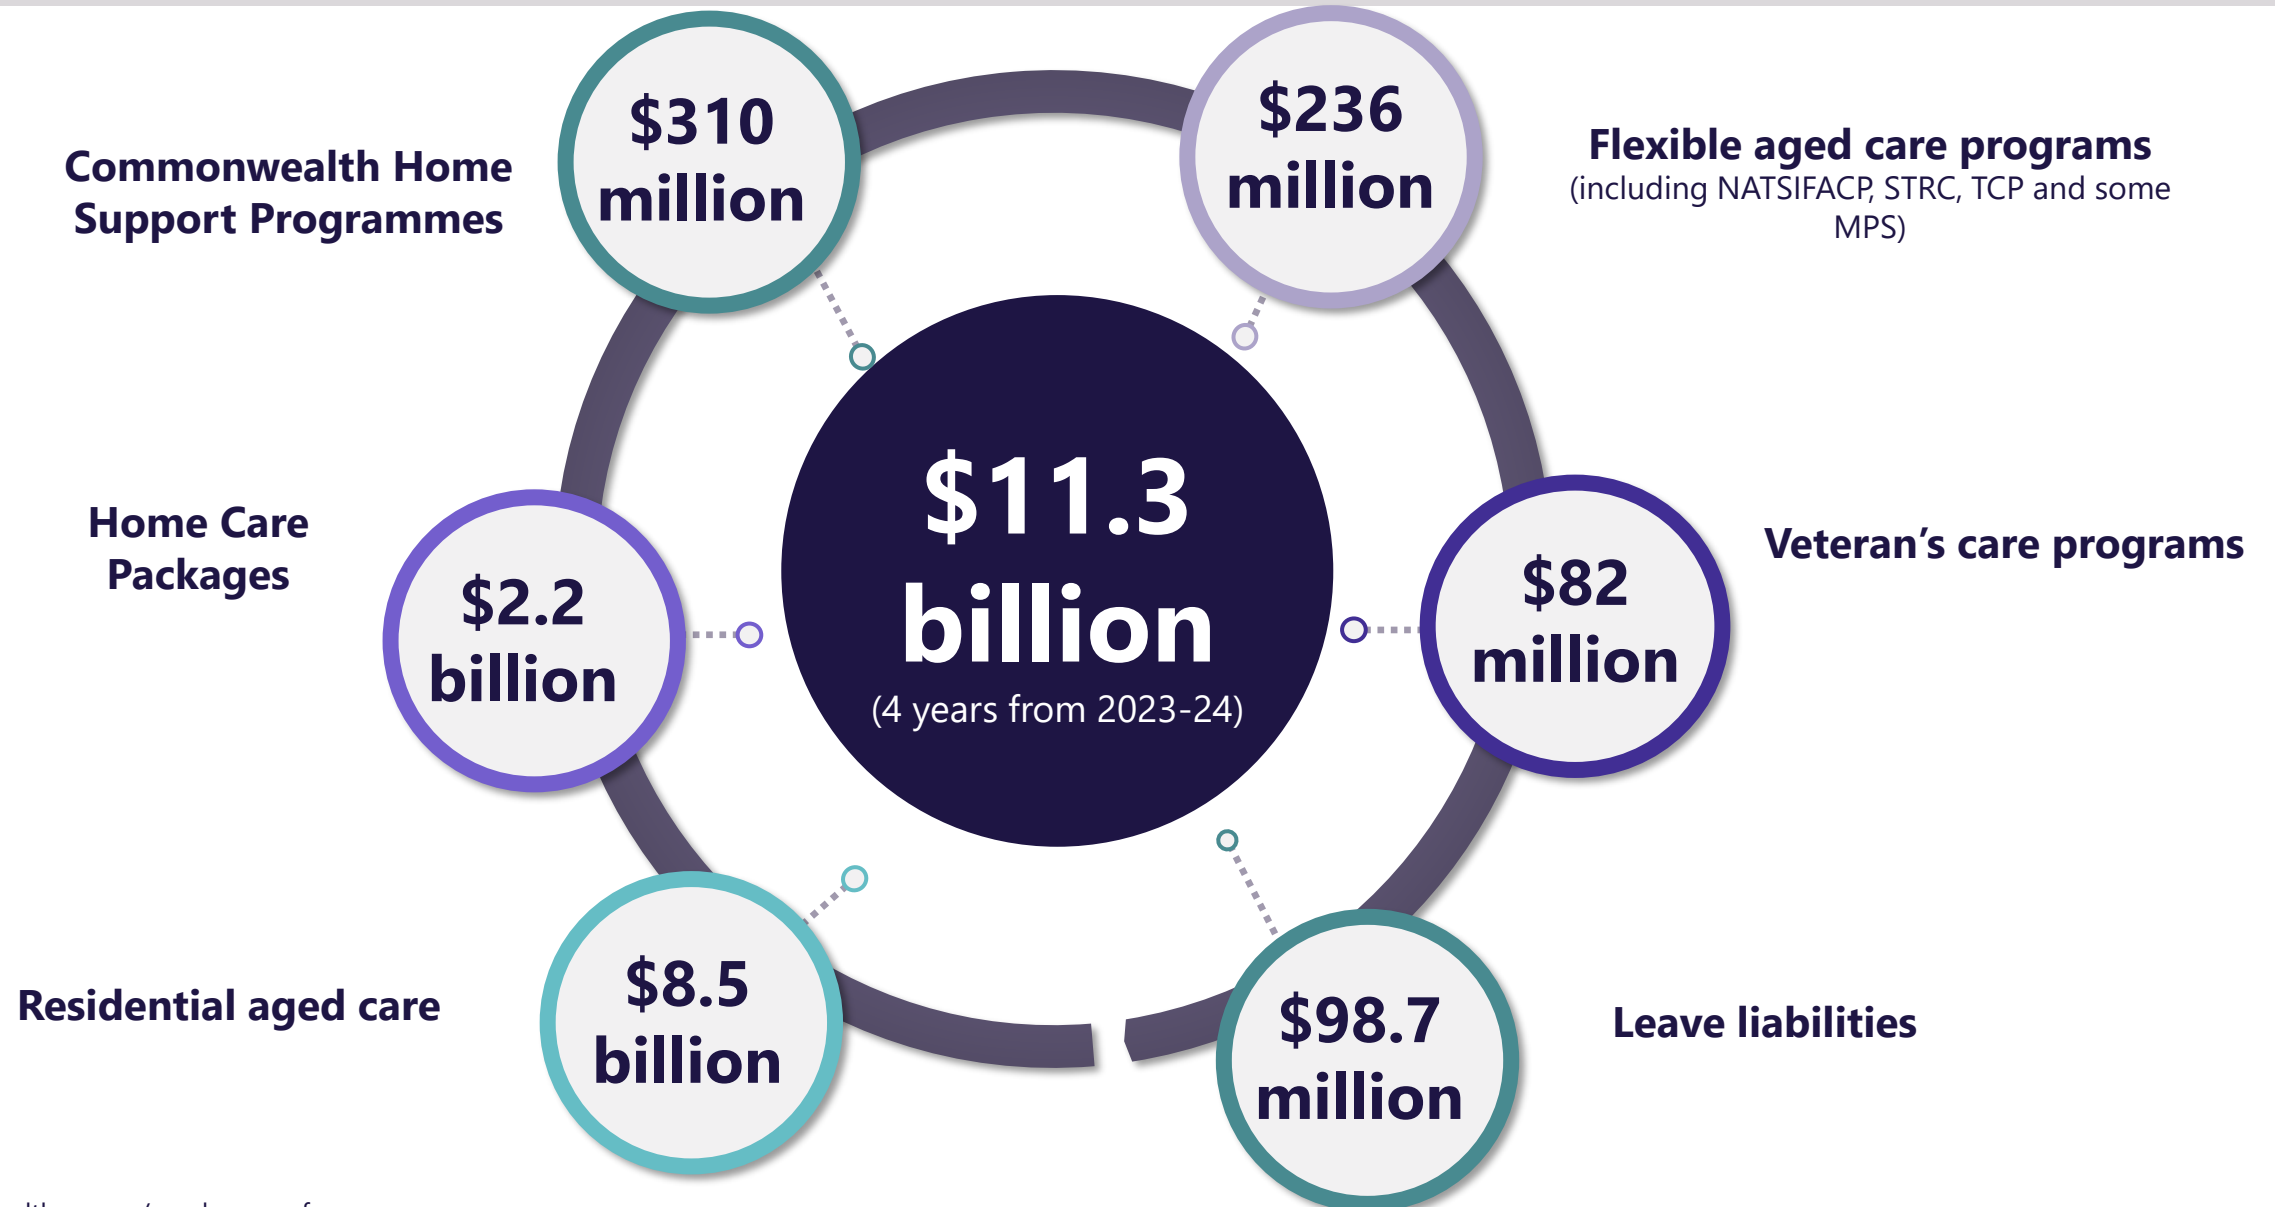 $310
million
$236
million
Commonwealth Home
Support Programmes
Flexible aged care programs
(including NATSIFACP, STRC, TCP and some
MPS)
Home Care
Packages
$2.2
billion
$11.3
billion
(4 years from 2023-24)
$82
million
Veteran’s care programs
Residential aged care
$8.5
billion
$98.7
million
Leave liabilities